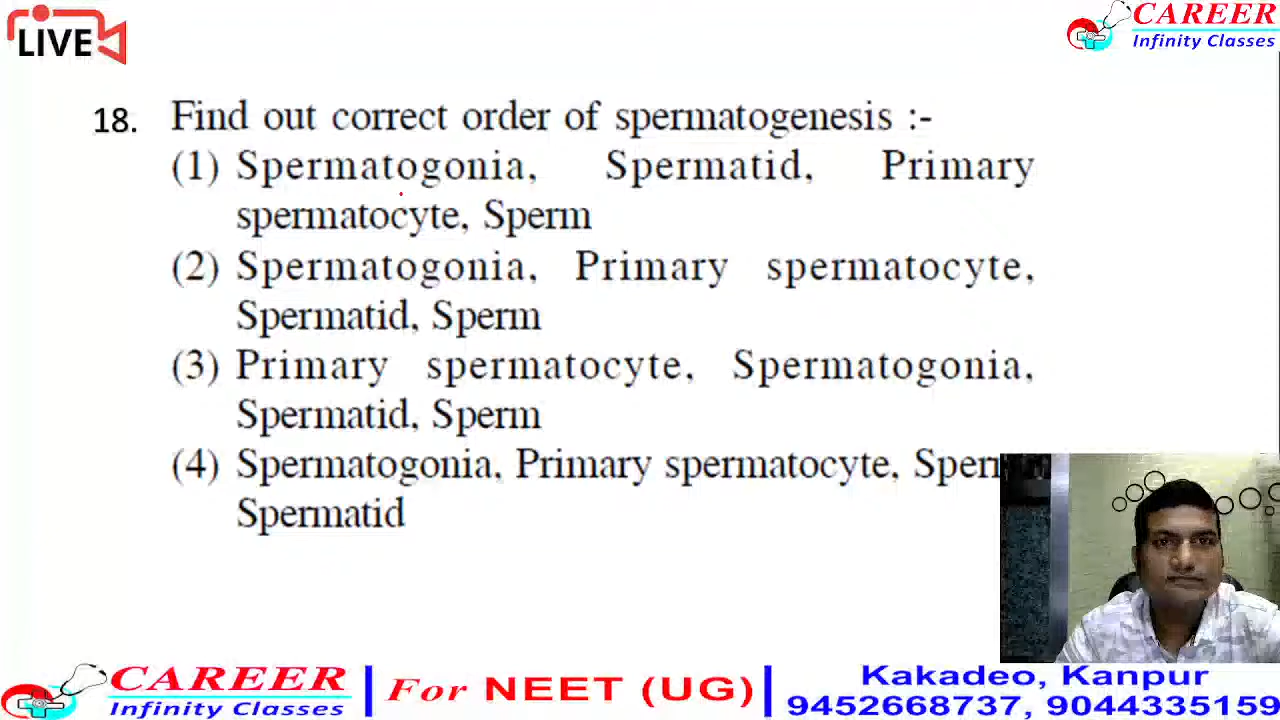 LIVE
CAREER
Infinity Classes
18. Find out correct order of spermatogenesis :-
(1) Spermatogonia, Spermatid, Primary
spermatocyte, Sperm
(2) Spermatogonia, Primary spermatocyte,
Spermatid, Sperm
(3) Primary spermatocyte, Spermatogonia,
Spermatid, Sperm
(4) Spermatogonia, Primary spermatocyte,
Spermatid
CAREER
Infinity Classes
For NEET (UG)
Kakadeo, Kanpur
9452668737, 9044335159